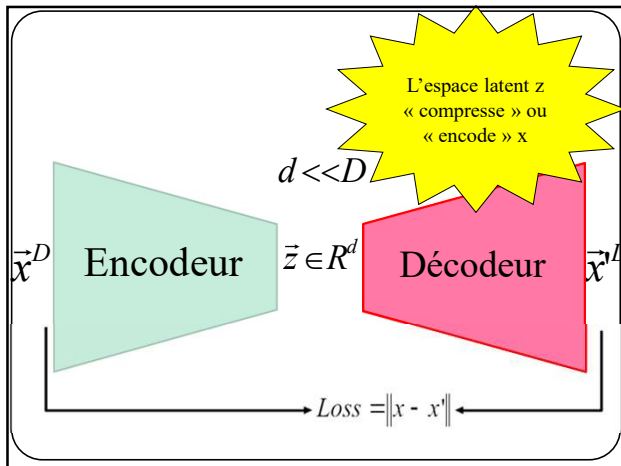 L'espace latent z
« compresse » ou
« encode » x
d <<D
x⃗^D Encodeur z⃗ ∈ R^d Décodeur x⃗'
Loss =‖x - x'‖